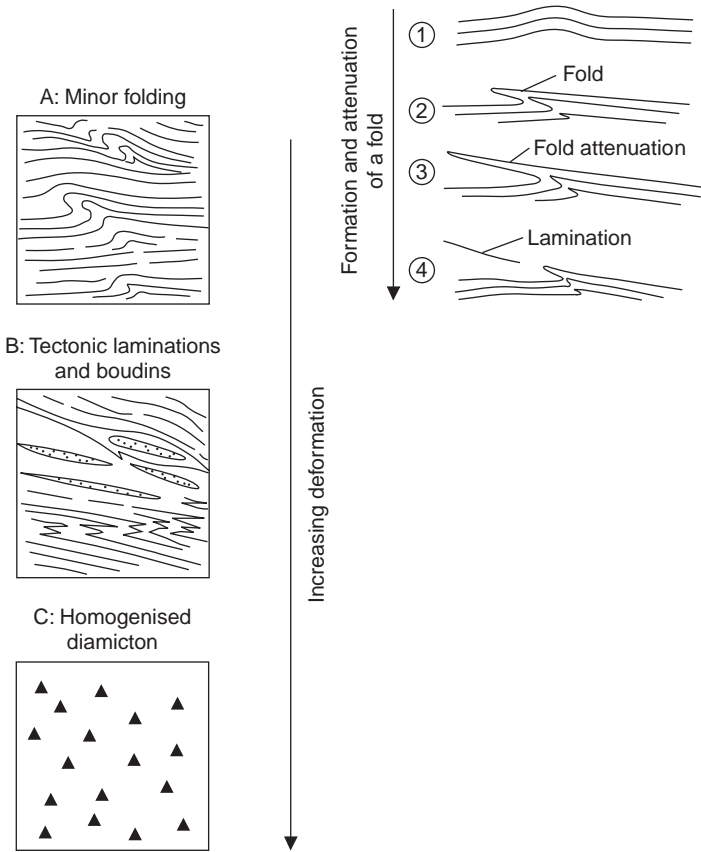 A: Minor folding
B: Tectonic laminations
and boudins
C: Homogenised
diamicton
Increasing deformation
Formation and attenuation
of a fold
1
Fold
2
Fold attenuation
3
Lamination
4